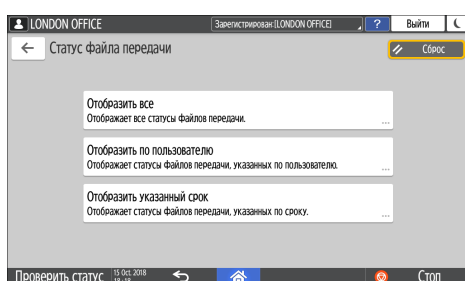 LONDON OFFICE
Зарегистрирован:[LONDON OFFICE]
?
Выйти
Статус файла передачи
Сброс
Отобразить все
Отображает все статусы файлов передачи.
...
Отобразить по пользователю
Отображает статусы файлов передачи, указанных по пользователю.
...
Отобразить указанный срок
Отображает статусы файлов передачи, указанных по сроку.
...
Проверить статус
15 Oct 2018
18:18
Стоп